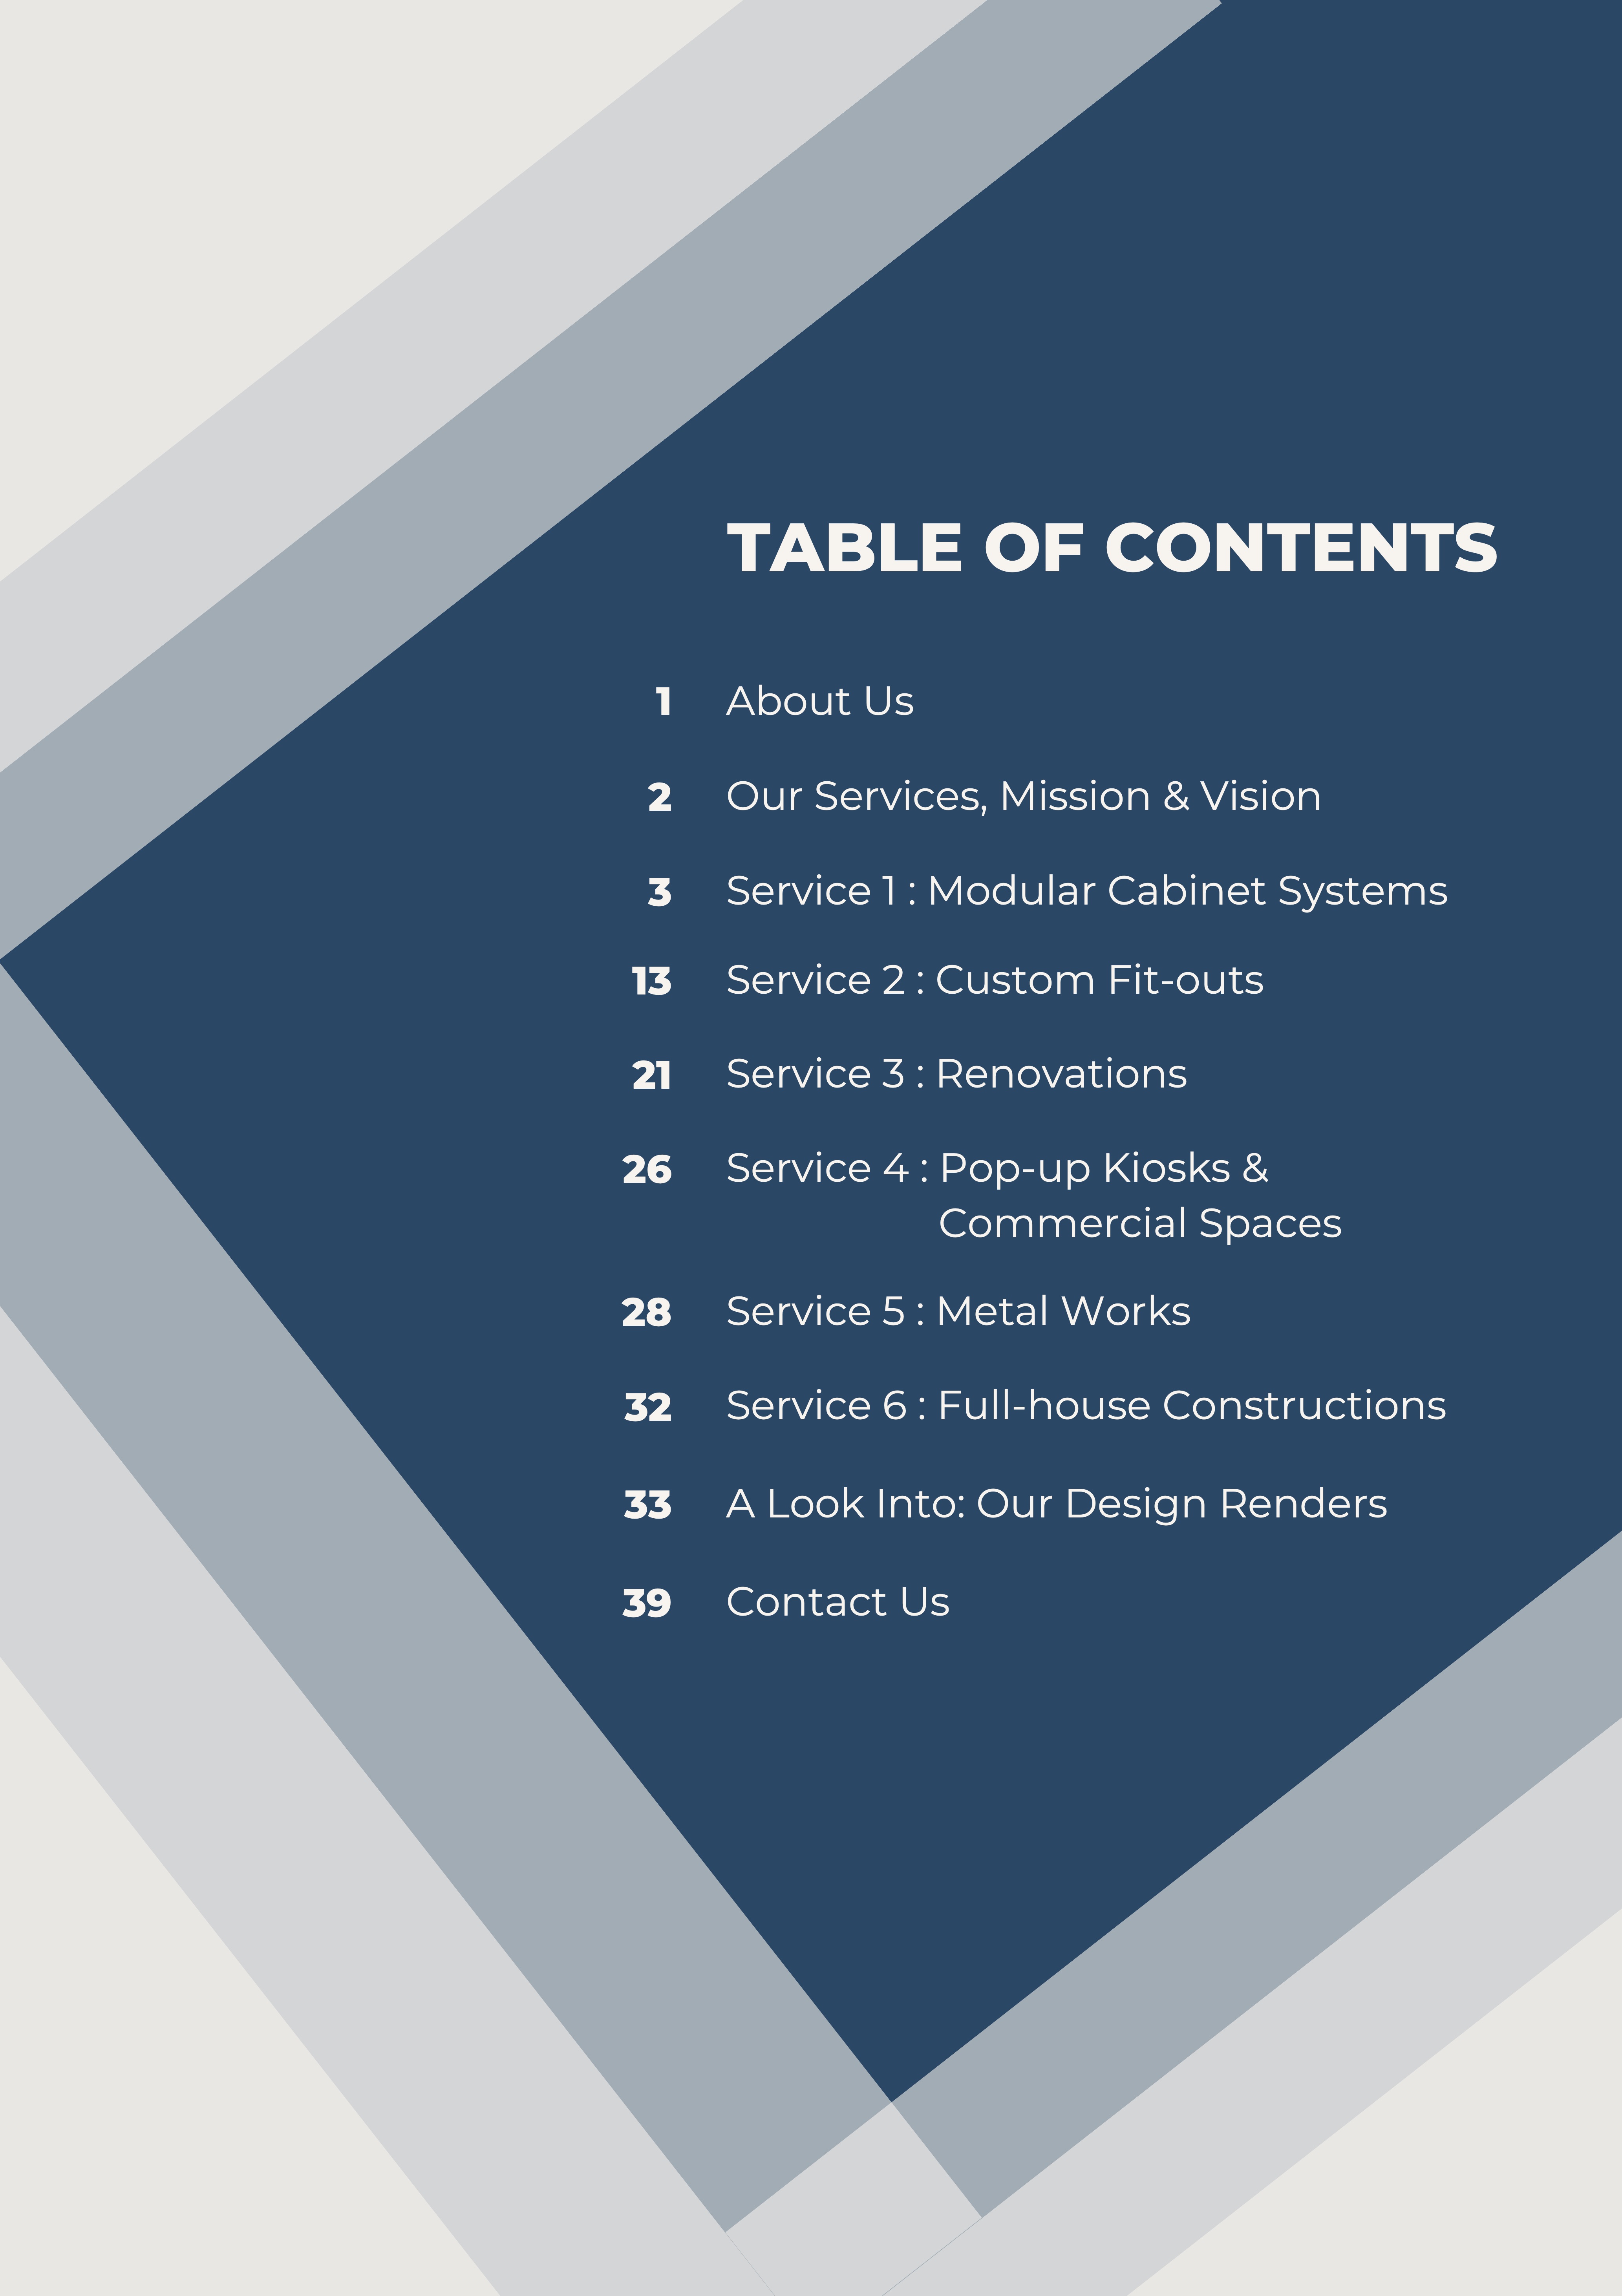 TABLE OF CONTENTS
1 About Us
2 Our Services, Mission & Vision
3 Service 1 : Modular Cabinet Systems
13 Service 2 : Custom Fit-outs
21 Service 3 : Renovations
26 Service 4 : Pop-up Kiosks &
Commercial Spaces
28 Service 5 : Metal Works
32 Service 6 : Full-house Constructions
33 A Look Into: Our Design Renders
39 Contact Us